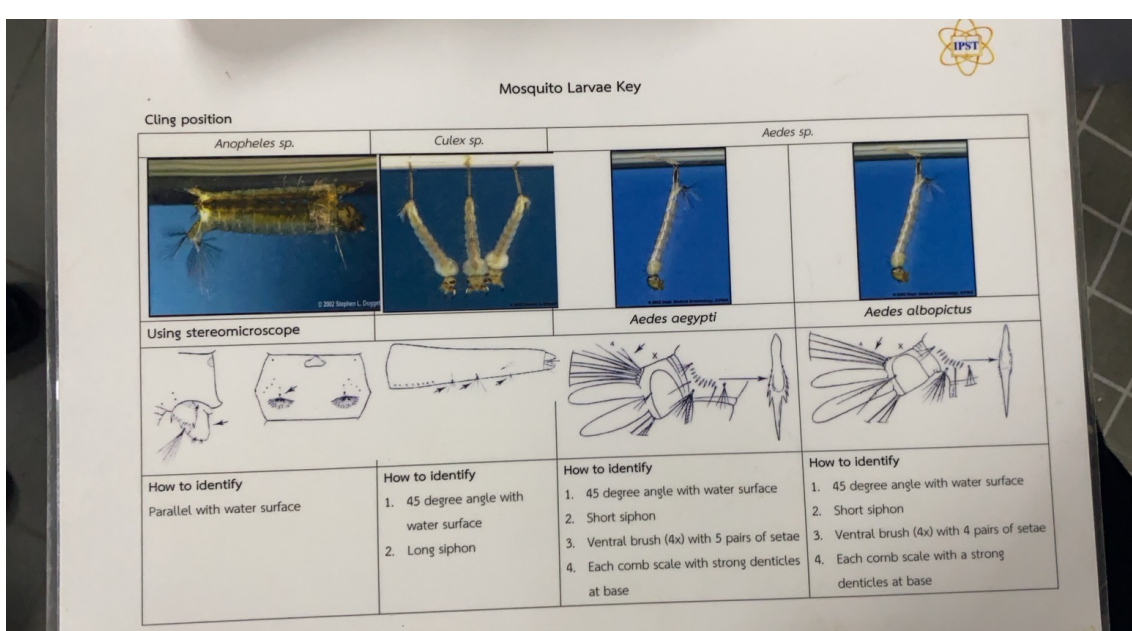 IPST
Mosquito Larvae Key
Cling position
Anopheles sp.
Culex sp.
Aedes sp.
© 2002 Stephen L. Doggett
Using stereomicroscope
Aedes aegypti
Aedes albopictus
X
X
How to identify
Parallel with water surface
How to identify
1. 45 degree angle with
water surface
2. Long siphon
How to identify
1. 45 degree angle with water surface
2. Short siphon
3. Ventral brush (4x) with 5 pairs of setae
4. Each comb scale with strong denticles
at base
How to identify
1. 45 degree angle with water surface
2. Short siphon
3. Ventral brush (4x) with 4 pairs of setae
4. Each comb scale with a strong
denticles at base